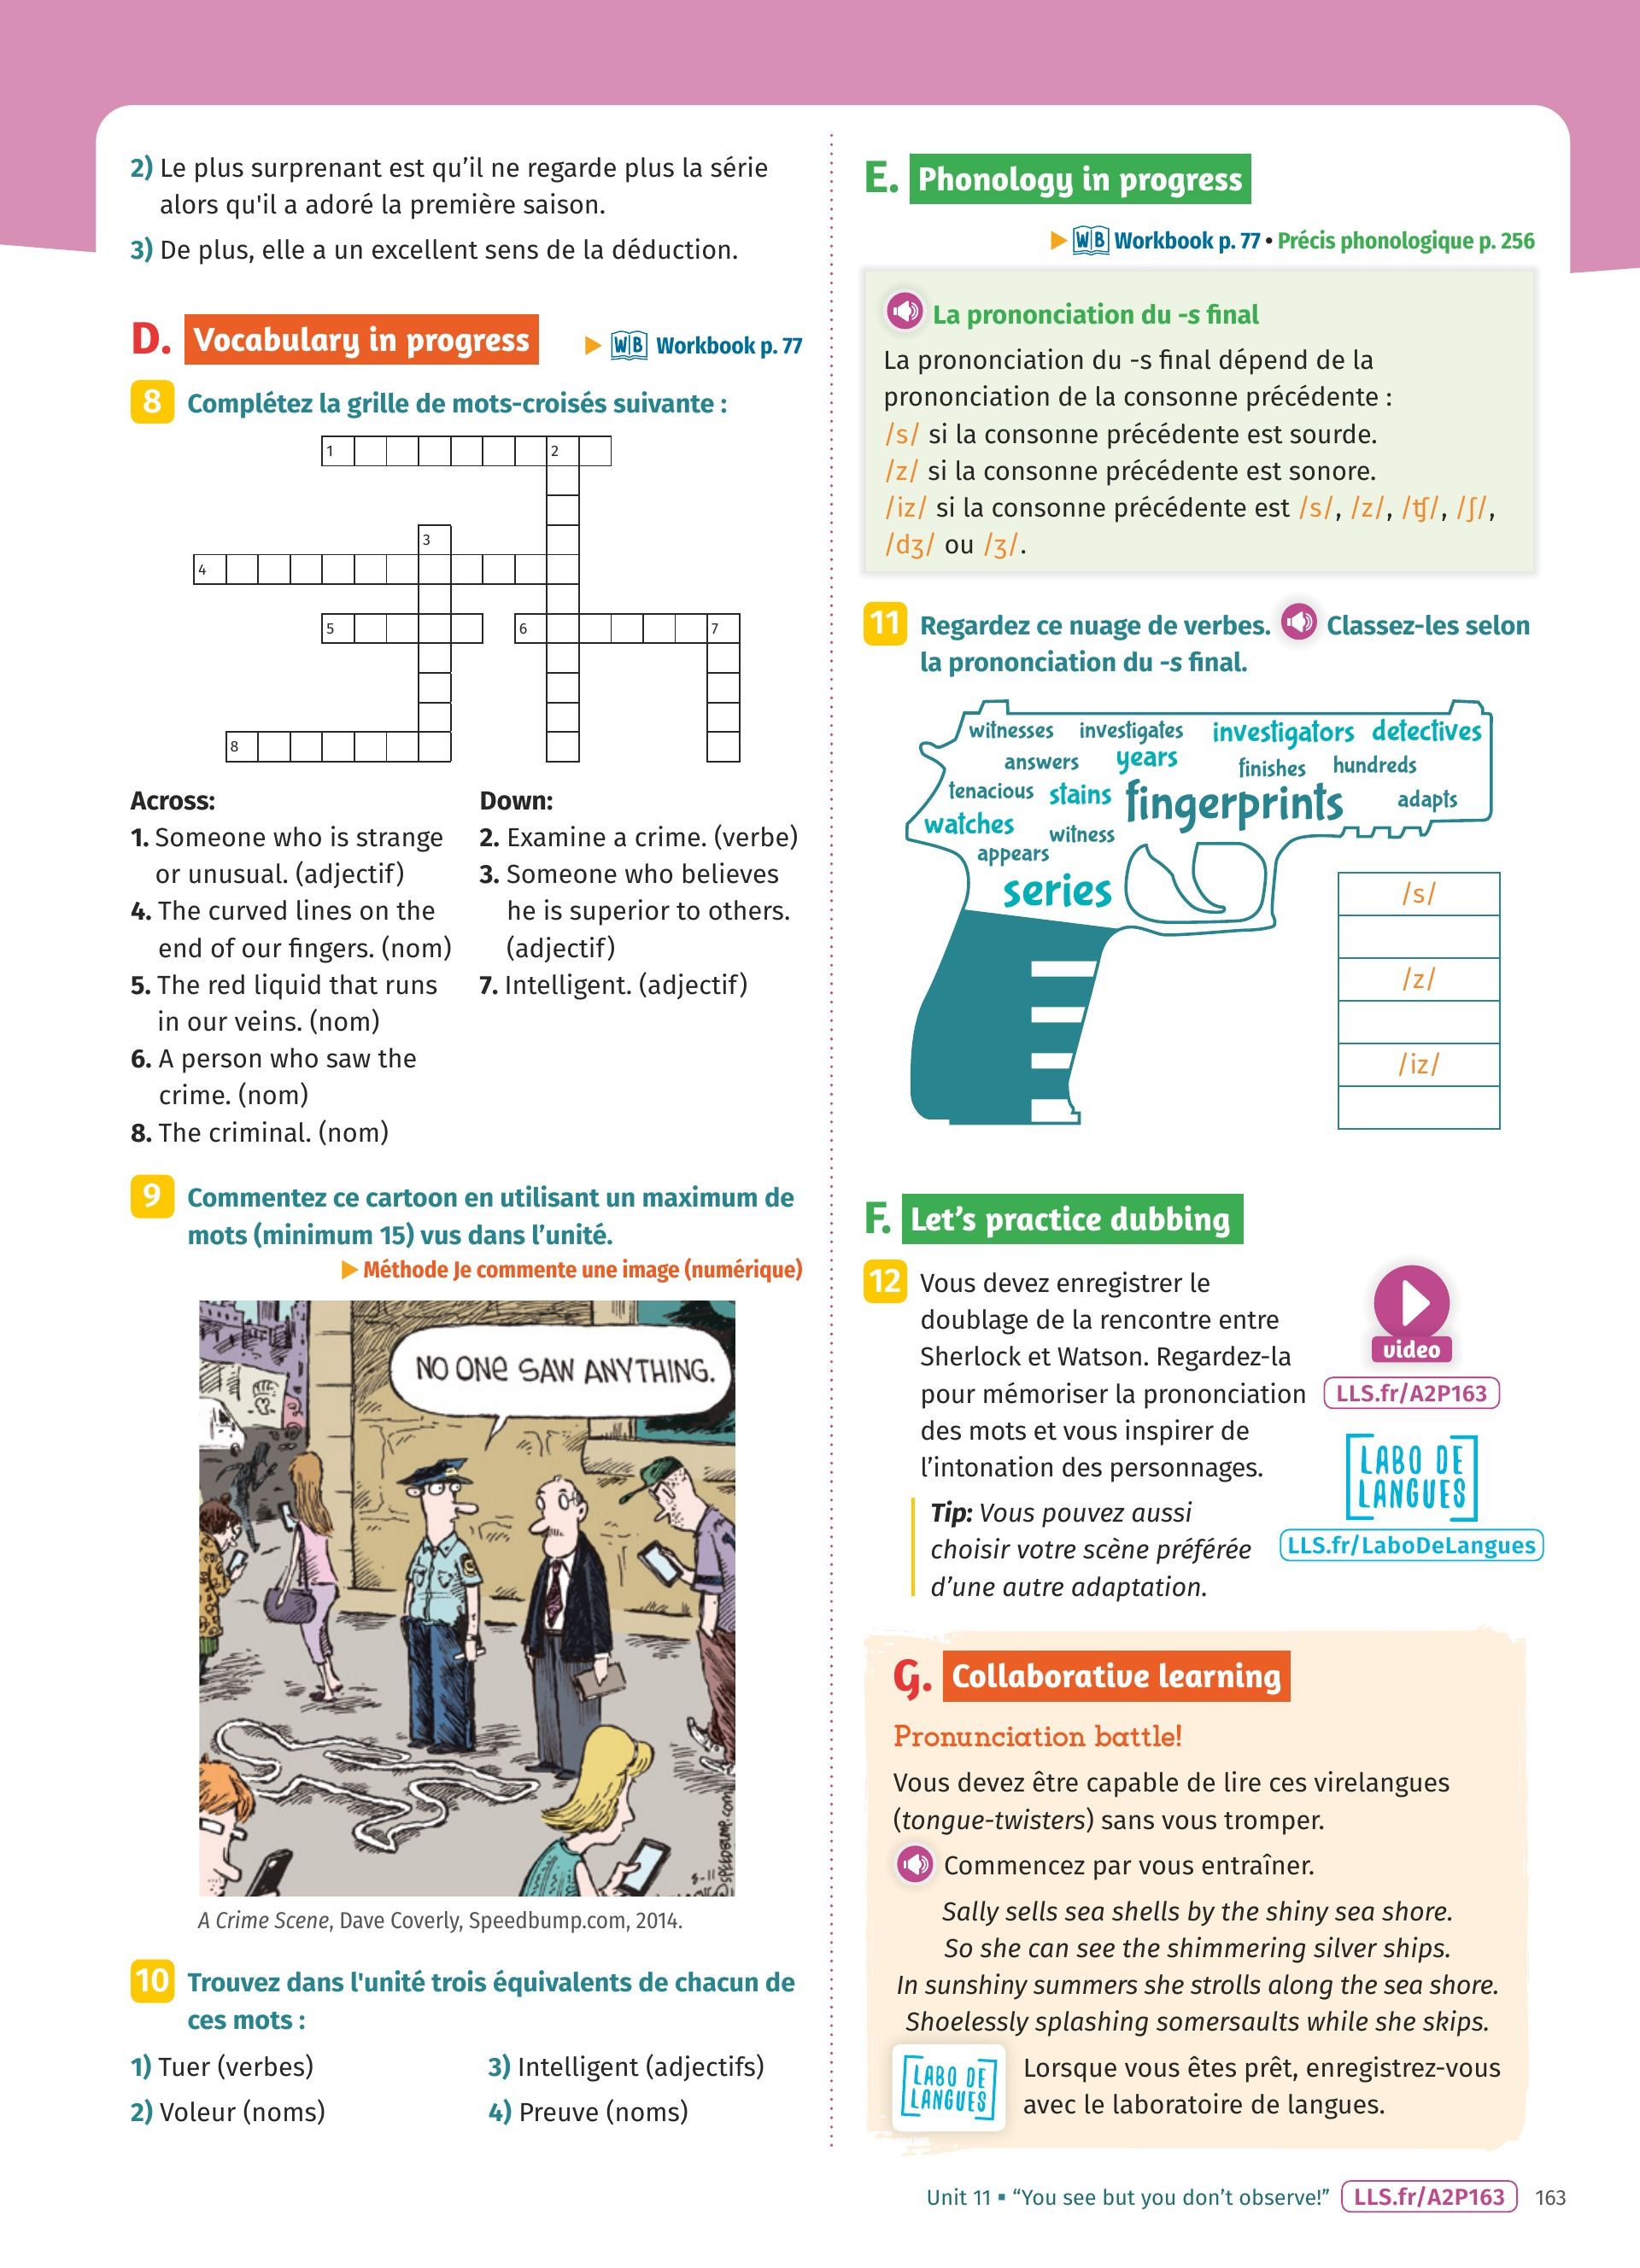 2) Le plus surprenant est qu’il ne regarde plus la série
alors qu'il a adoré la première saison.
3) De plus, elle a un excellent sens de la déduction.
D. Vocabulary in progress
WB Workbook p. 77
8 Complétez la grille de mots-croisés suivante :
1 2
3
4
5 6 7
8
Across:
1. Someone who is strange
or unusual. (adjectif)
4. The curved lines on the
end of our fingers. (nom)
5. The red liquid that runs
in our veins. (nom)
6. A person who saw the
crime. (nom)
8. The criminal. (nom)
Down:
2. Examine a crime. (verbe)
3. Someone who believes
he is superior to others.
(adjectif)
7. Intelligent. (adjectif)
9 Commentez ce cartoon en utilisant un maximum de
mots (minimum 15) vus dans l’unité.
Méthode Je commente une image (numérique)
NO ONE SAW ANYTHING.
5-11
SPEEDBUMP.com
A Crime Scene, Dave Coverly, Speedbump.com, 2014.
10 Trouvez dans l'unité trois équivalents de chacun de
ces mots :
1) Tuer (verbes)
2) Voleur (noms)
3) Intelligent (adjectifs)
4) Preuve (noms)
E. Phonology in progress
WB Workbook p. 77 • Précis phonologique p. 256
La prononciation du -s final
La prononciation du -s final dépend de la
prononciation de la consonne précédente :
/s/ si la consonne précédente est sourde.
/z/ si la consonne précédente est sonore.
/iz/ si la consonne précédente est /s/, /z/, /ʧ/, /ʃ/,
/dʒ/ ou /ʒ/.
11 Regardez ce nuage de verbes. Classez-les selon
la prononciation du -s final.
witnesses investigates investigators detectives
answers years finishes hundreds
tenacious stains fingerprints adapts
watches witness
appears
series
/s/
/z/
/iz/
F. Let’s practice dubbing
12 Vous devez enregistrer le
doublage de la rencontre entre
Sherlock et Watson. Regardez-la
pour mémoriser la prononciation
des mots et vous inspirer de
l’intonation des personnages.
Tip: Vous pouvez aussi
choisir votre scène préférée
d’une autre adaptation.
video
LLS.fr/A2P163
LABO DE
LANGUES
LLS.fr/LaboDeLangues
G. Collaborative learning
Pronunciation battle!
Vous devez être capable de lire ces virelangues
(tongue-twisters) sans vous tromper.
Commencez par vous entraîner.
Sally sells sea shells by the shiny sea shore.
So she can see the shimmering silver ships.
In sunshiny summers she strolls along the sea shore.
Shoelessly splashing somersaults while she skips.
LABO DE
LANGUES
Lorsque vous êtes prêt, enregistrez-vous
avec le laboratoire de langues.
Unit 11 ▪ “You see but you don’t observe!” LLS.fr/A2P163 163